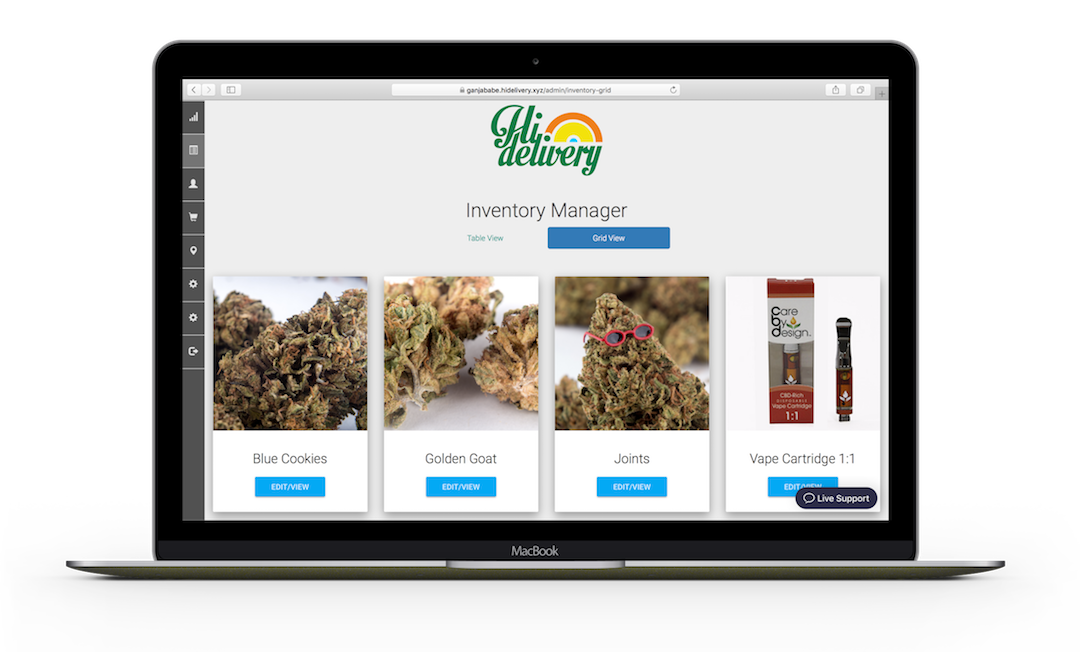 ganjababe.hidelivery.xyz/admin/inventory-grid
Hi
delivery
Inventory Manager
Table View
Grid View
Care
by
design
CBD-Rich
DISPOSABLE
Vape Cartridge
1:1
Blue Cookies
Golden Goat
Joints
Vape Cartridge 1:1
EDIT/VIEW
EDIT/VIEW
EDIT/VIEW
EDIT/VIEW
Live Support
MacBook